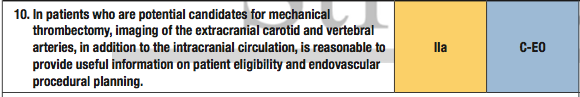 10. In patients who are potential candidates for mechanical
thrombectomy, imaging of the extracranial carotid and vertebral
arteries, in addition to the intracranial circulation, is reasonable to
provide useful information on patient eligibility and endovascular
procedural planning.
IIa
C-EO